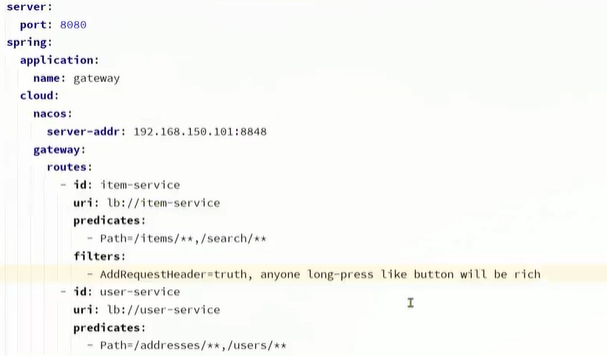 server:
port: 8080
spring:
application:
name: gateway
cloud:
nacos:
server-addr: 192.168.150.101:8848
gateway:
routes:
- id: item-service
uri: lb://item-service
predicates:
- Path=/items/**,/search/**
filters:
- AddRequestHeader=truth, anyone long-press like button will be rich
- id: user-service
uri: lb://user-service
predicates:
- Path=/addresses/**,/users/**